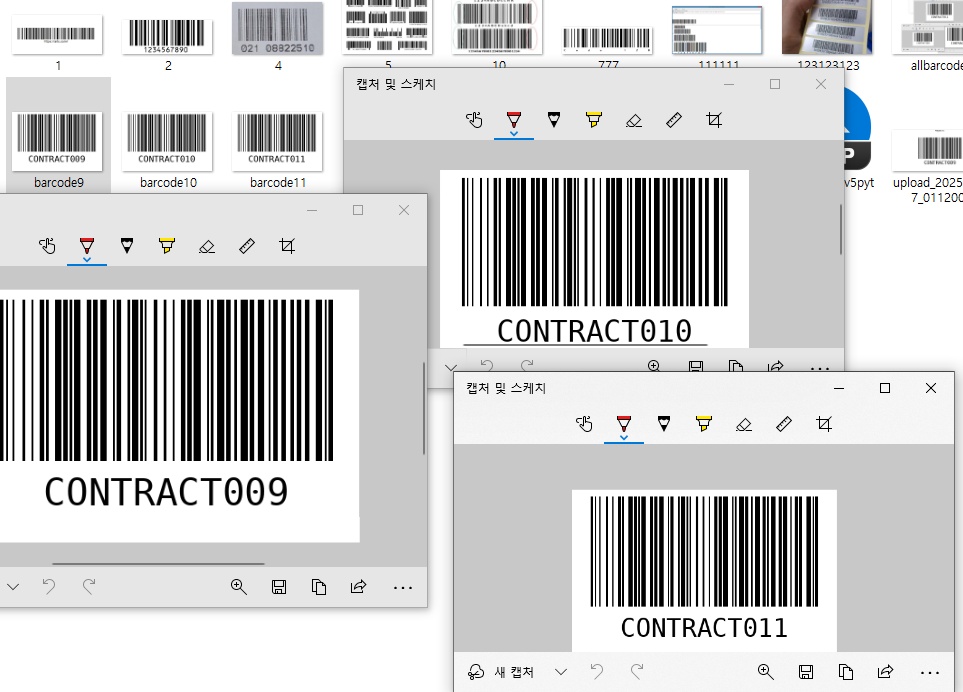 1234567890
021 08822510
1
2
4
5
10
777
111111
123123123
allbarcode
캡처 및 스케치
CONTRACT009
CONTRACT010
CONTRACT011
barcode9
barcode10
barcode11
P
v5pyt
upload_2025
7_011200
CONTRACT010
CONTRACT009
캡처 및 스케치
CONTRACT011
새 캡처